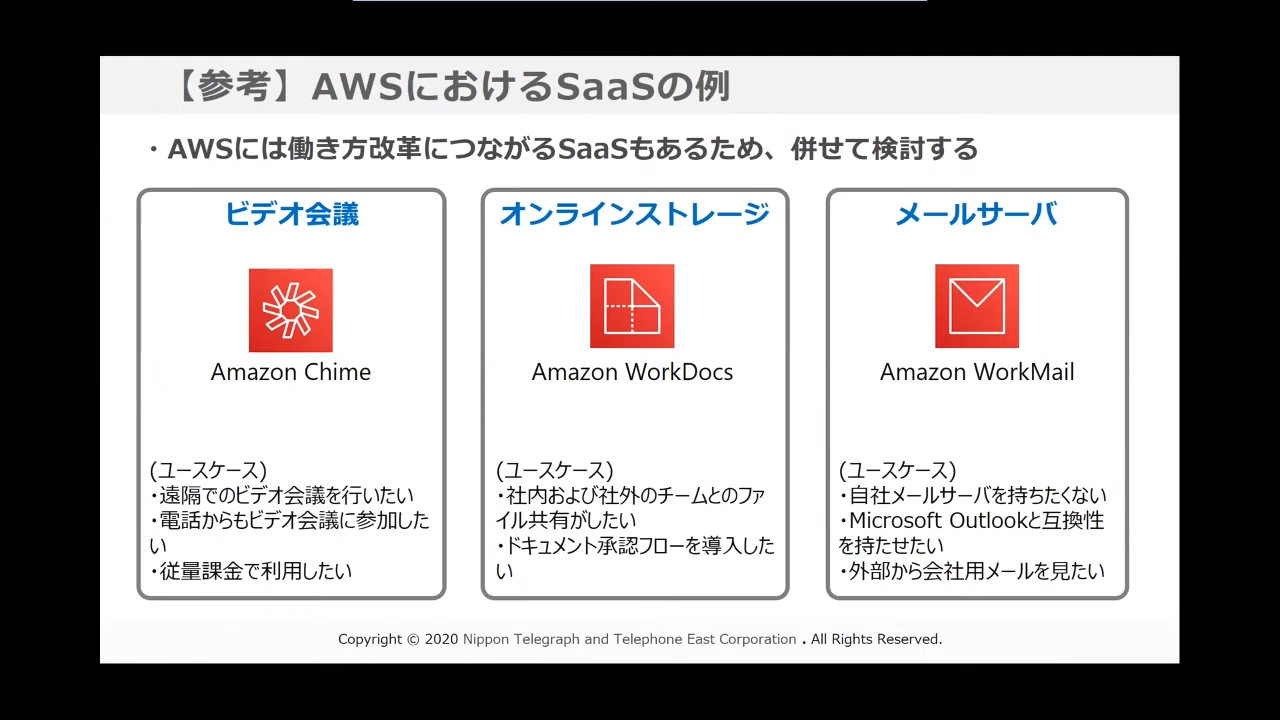 【参考】AWSにおけるSaaSの例
・AWSには働き方改革につながるSaaSもあるため、併せて検討する
ビデオ会議
Amazon Chime
(ユースケース)
・遠隔でのビデオ会議を行いたい
・電話からもビデオ会議に参加した
い
・従量課金で利用したい
オンラインストレージ
Amazon WorkDocs
(ユースケース)
・社内および社外のチームとのファ
イル共有がしたい
・ドキュメント承認フローを導入した
い
メールサーバ
Amazon WorkMail
(ユースケース)
・自社メールサーバを持ちたくない
・Microsoft Outlookと互換性
を持たせたい
・外部から会社用メールを見たい
Copyright © 2020 Nippon Telegraph and Telephone East Corporation . All Rights Reserved.